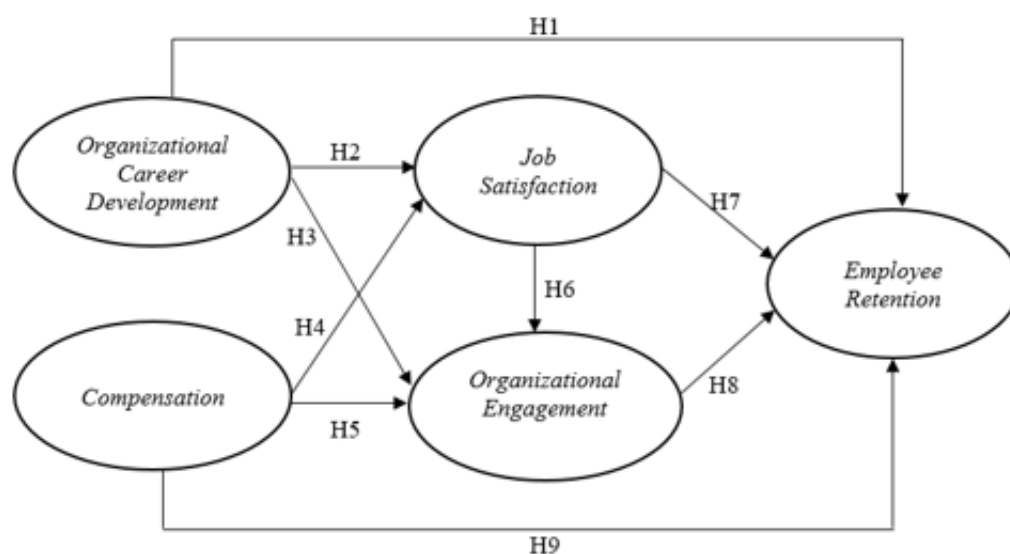 H1
Organizational
Career
Development
H2
Job
Satisfaction
H7
H3
Employee
Retention
H6
H4
Compensation
H5
Organizational
Engagement
H8
H9